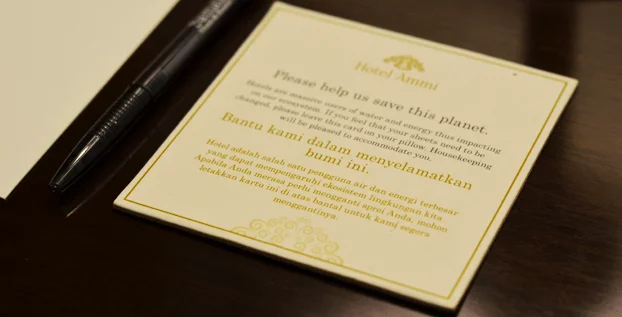 Hotel Ammi
Please help us save this planet.
Hotels are massive users of water and energy thus impacting
on our ecosystem. If you feel that your sheets need to be
changed, please leave this card on your pillow. Housekeeping
will be pleased to accommodate you.
Bantu kami dalam menyelamatkan
bumi ini.
Hotel adalah salah satu pengguna air dan energi terbesar
yang dapat mempengaruhi ekosistem lingkungan kita
Apabila Anda merasa perlu mengganti sprei Anda, mohon
letakkan kartu ini di atas bantal untuk kami segera
menggantinya.